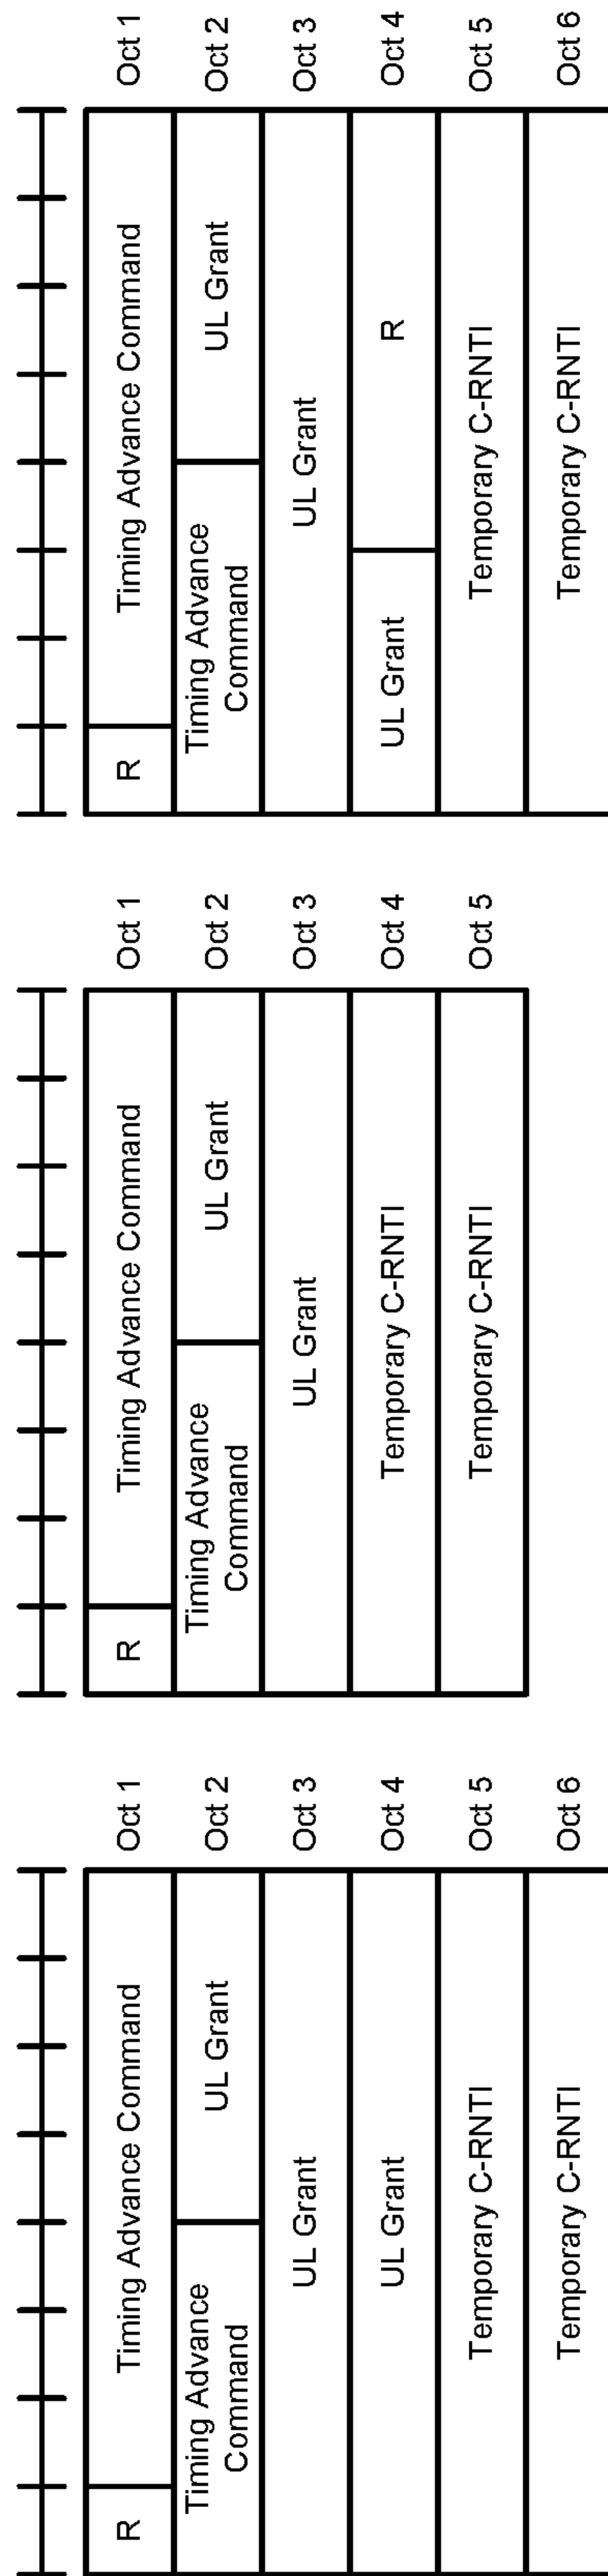 R
Timing Advance Command
Oct 1
Timing Advance
Command
UL Grant
Oct 2
UL Grant
Oct 3
UL Grant
Oct 4
Temporary C-RNTI
Oct 5
Temporary C-RNTI
Oct 6
R
Timing Advance Command
Oct 1
Timing Advance
Command
UL Grant
Oct 2
UL Grant
Oct 3
Temporary C-RNTI
Oct 4
Temporary C-RNTI
Oct 5
R
Timing Advance Command
Oct 1
Timing Advance
Command
UL Grant
Oct 2
UL Grant
Oct 3
UL Grant
R
Oct 4
Temporary C-RNTI
Oct 5
Temporary C-RNTI
Oct 6